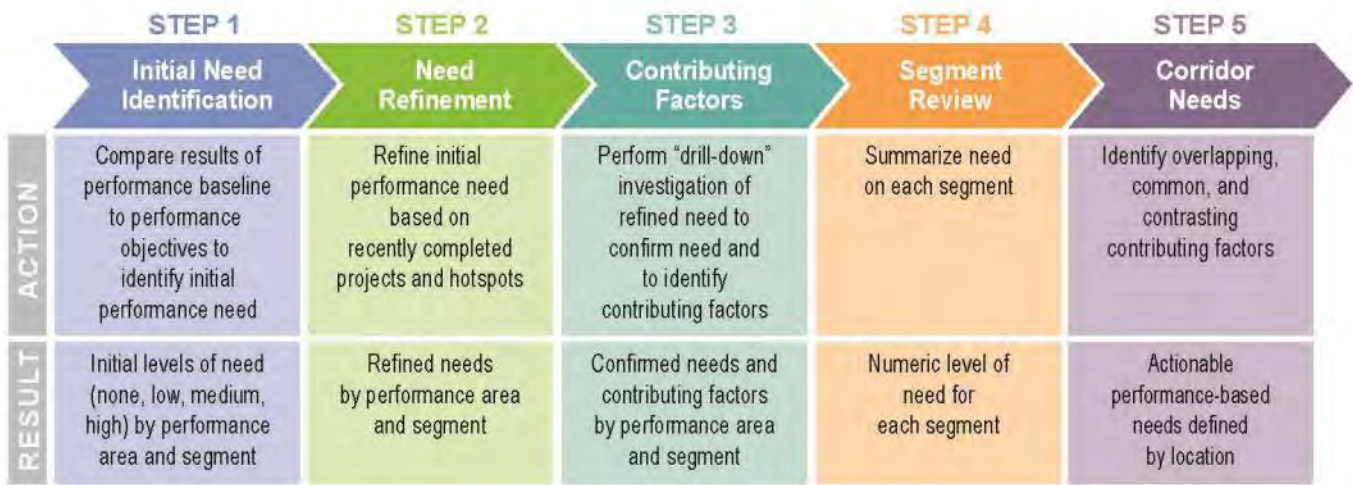 STEP 1
STEP 2
STEP 3
STEP 4
STEP 5
Initial Need
Identification
Need
Refinement
Contributing
Factors
Segment
Review
Corridor
Needs
ACTION
Compare results of
performance baseline
to performance
objectives to
identify initial
performance need
Refine initial
performance need
based on
recently completed
projects and hotspots
Perform "drill-down"
investigation of
refined need to
confirm need and
to identify
contributing factors
Summarize need
on each segment
Identify overlapping,
common, and
contrasting
contributing factors
RESULT
Initial levels of need
(none, low, medium,
high) by performance
area and segment
Refined needs
by performance area
and segment
Confirmed needs and
contributing factors
by performance area
and segment
Numeric level of
need for
each segment
Actionable
performance-based
needs defined
by location